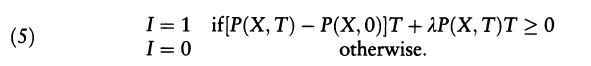 (5) I = 1 if[P(X, T) − P(X, 0)]T + λP(X, T)T ≥ 0
I = 0 otherwise.